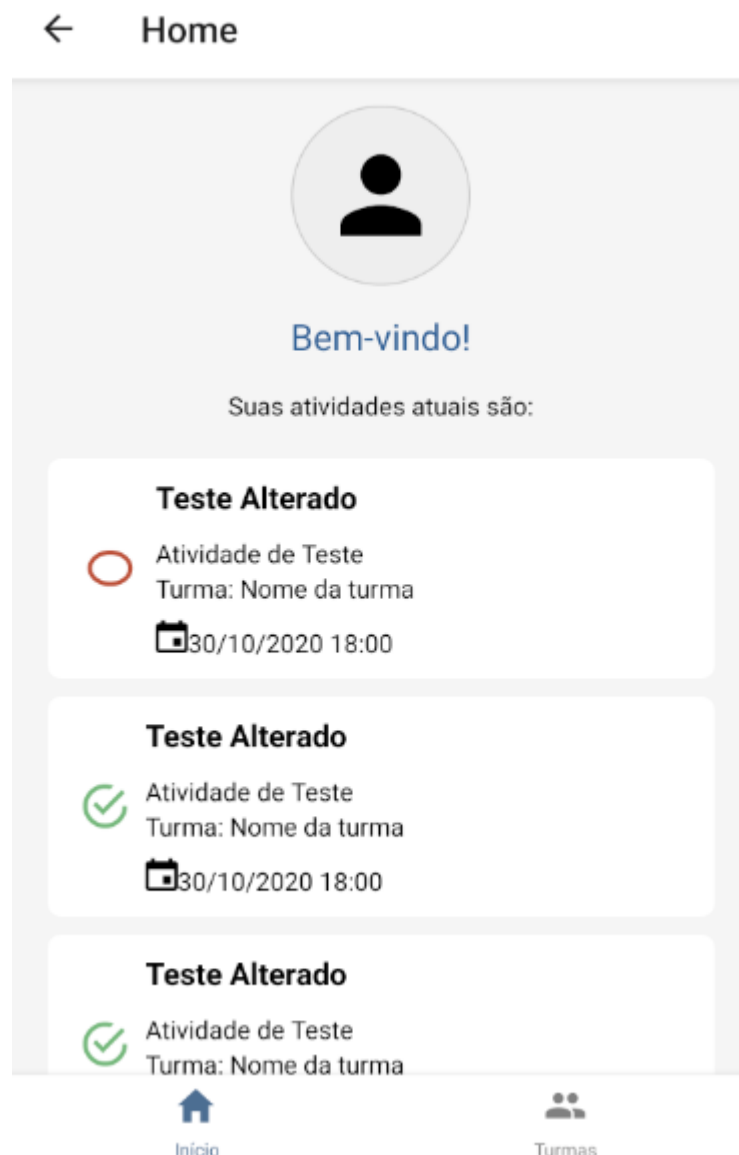 Home
Bem-vindo!
Suas atividades atuais são:
Teste Alterado
Atividade de Teste
Turma: Nome da turma
30/10/2020 18:00
Teste Alterado
Atividade de Teste
Turma: Nome da turma
30/10/2020 18:00
Teste Alterado
Atividade de Teste
Turma: Nome da turma
Início
Turmas